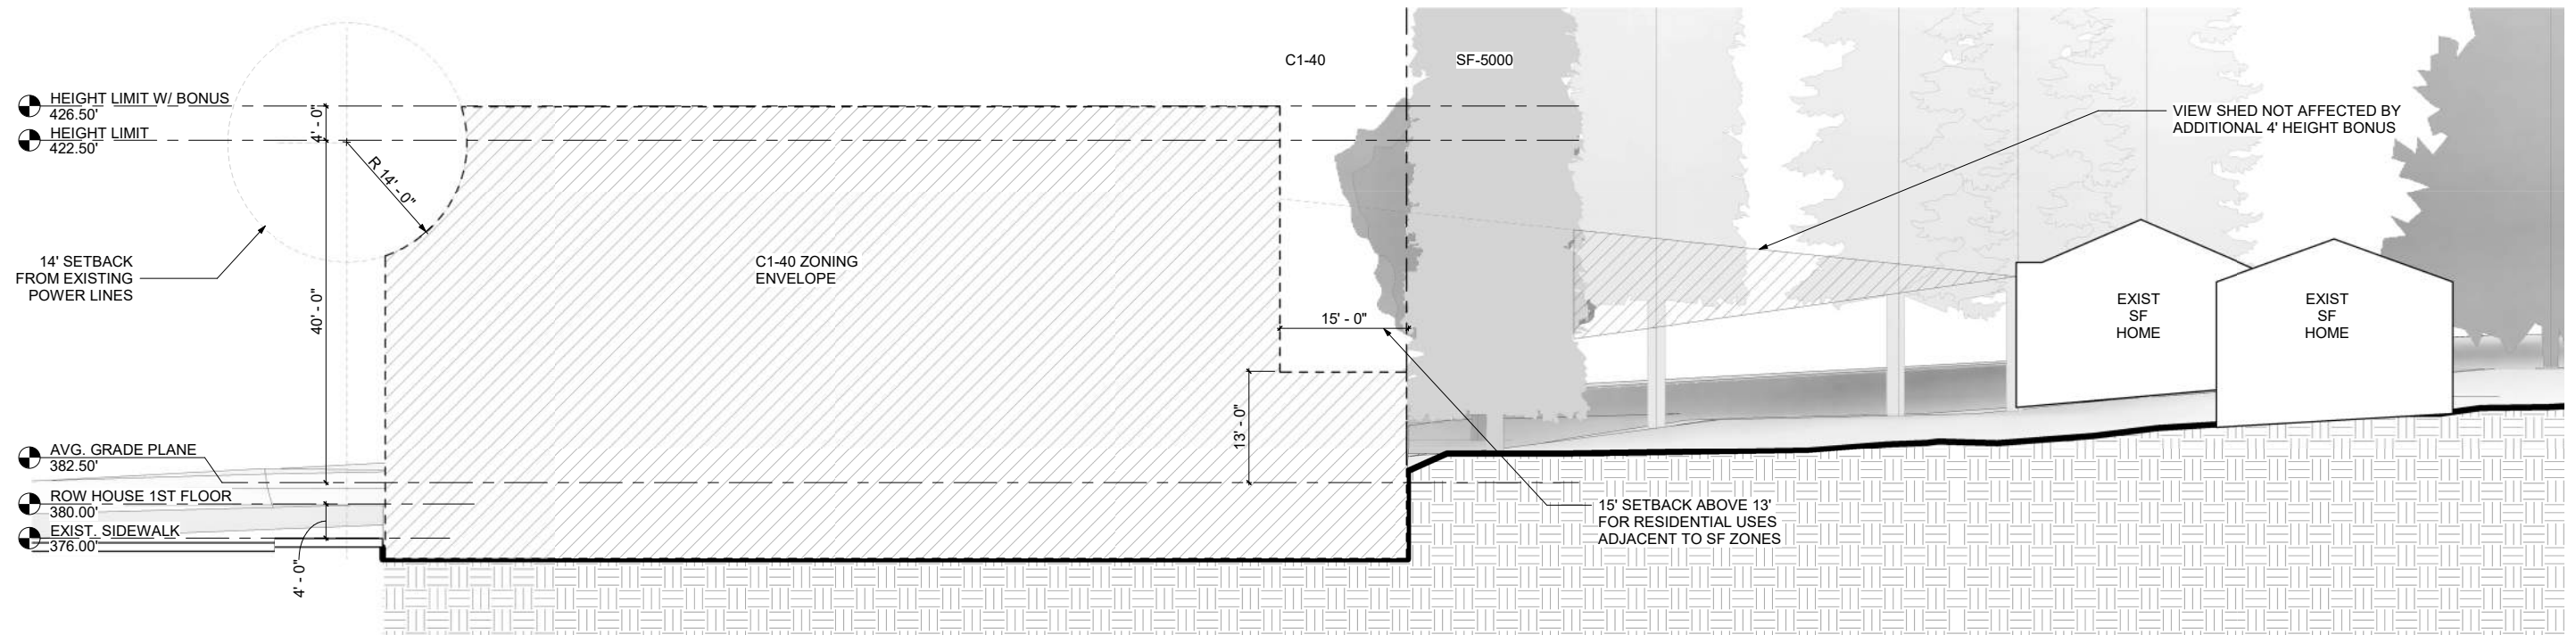 C1-40
SF-5000
HEIGHT LIMIT W/ BONUS
426.50'
HEIGHT LIMIT
422.50'
4' - 0"
R 14' - 0"
VIEW SHED NOT AFFECTED BY
ADDITIONAL 4' HEIGHT BONUS
14' SETBACK
FROM EXISTING
POWER LINES
C1-40 ZONING
ENVELOPE
40' - 0"
15' - 0"
EXIST
SF
HOME
EXIST
SF
HOME
13' - 0"
AVG. GRADE PLANE
382.50'
ROW HOUSE 1ST FLOOR
380.00'
EXIST. SIDEWALK
376.00'
4' - 0"
15' SETBACK ABOVE 13'
FOR RESIDENTIAL USES
ADJACENT TO SF ZONES